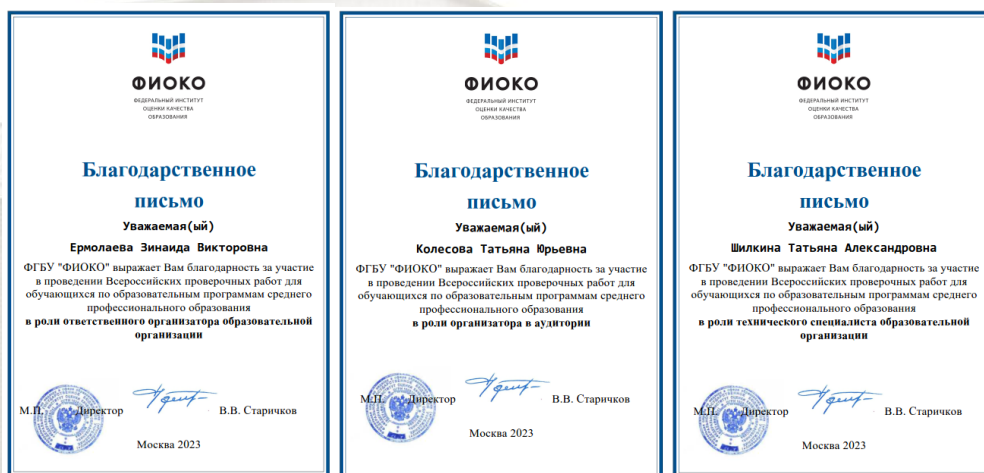 ФИОКО
ФЕДЕРАЛЬНЫЙ ИНСТИТУТ
ОЦЕНКИ КАЧЕСТВА
ОБРАЗОВАНИЯ
Благодарственное
письмо
Уважаемая(ый)
Ермолаева Зинаида Викторовна
ФГБУ "ФИОКО" выражает Вам благодарность за участие
в проведении Всероссийских проверочных работ для
обучающихся по образовательным программам среднего
профессионального образования
в роли ответственного организатора образовательной
организации
М.П. Директор В.В. Старичков
Москва 2023
ФИОКО
ФЕДЕРАЛЬНЫЙ ИНСТИТУТ
ОЦЕНКИ КАЧЕСТВА
ОБРАЗОВАНИЯ
Благодарственное
письмо
Уважаемая(ый)
Колесова Татьяна Юрьевна
ФГБУ "ФИОКО" выражает Вам благодарность за участие
в проведении Всероссийских проверочных работ для
обучающихся по образовательным программам среднего
профессионального образования
в роли организатора в аудитории
М.П. Директор В.В. Старичков
Москва 2023
ФИОКО
ФЕДЕРАЛЬНЫЙ ИНСТИТУТ
ОЦЕНКИ КАЧЕСТВА
ОБРАЗОВАНИЯ
Благодарственное
письмо
Уважаемая(ый)
Шилкина Татьяна Александровна
ФГБУ "ФИОКО" выражает Вам благодарность за участие
в проведении Всероссийских проверочных работ для
обучающихся по образовательным программам среднего
профессионального образования
в роли технического специалиста образовательной
организации
М.П. Директор В.В. Старичков
Москва 2023